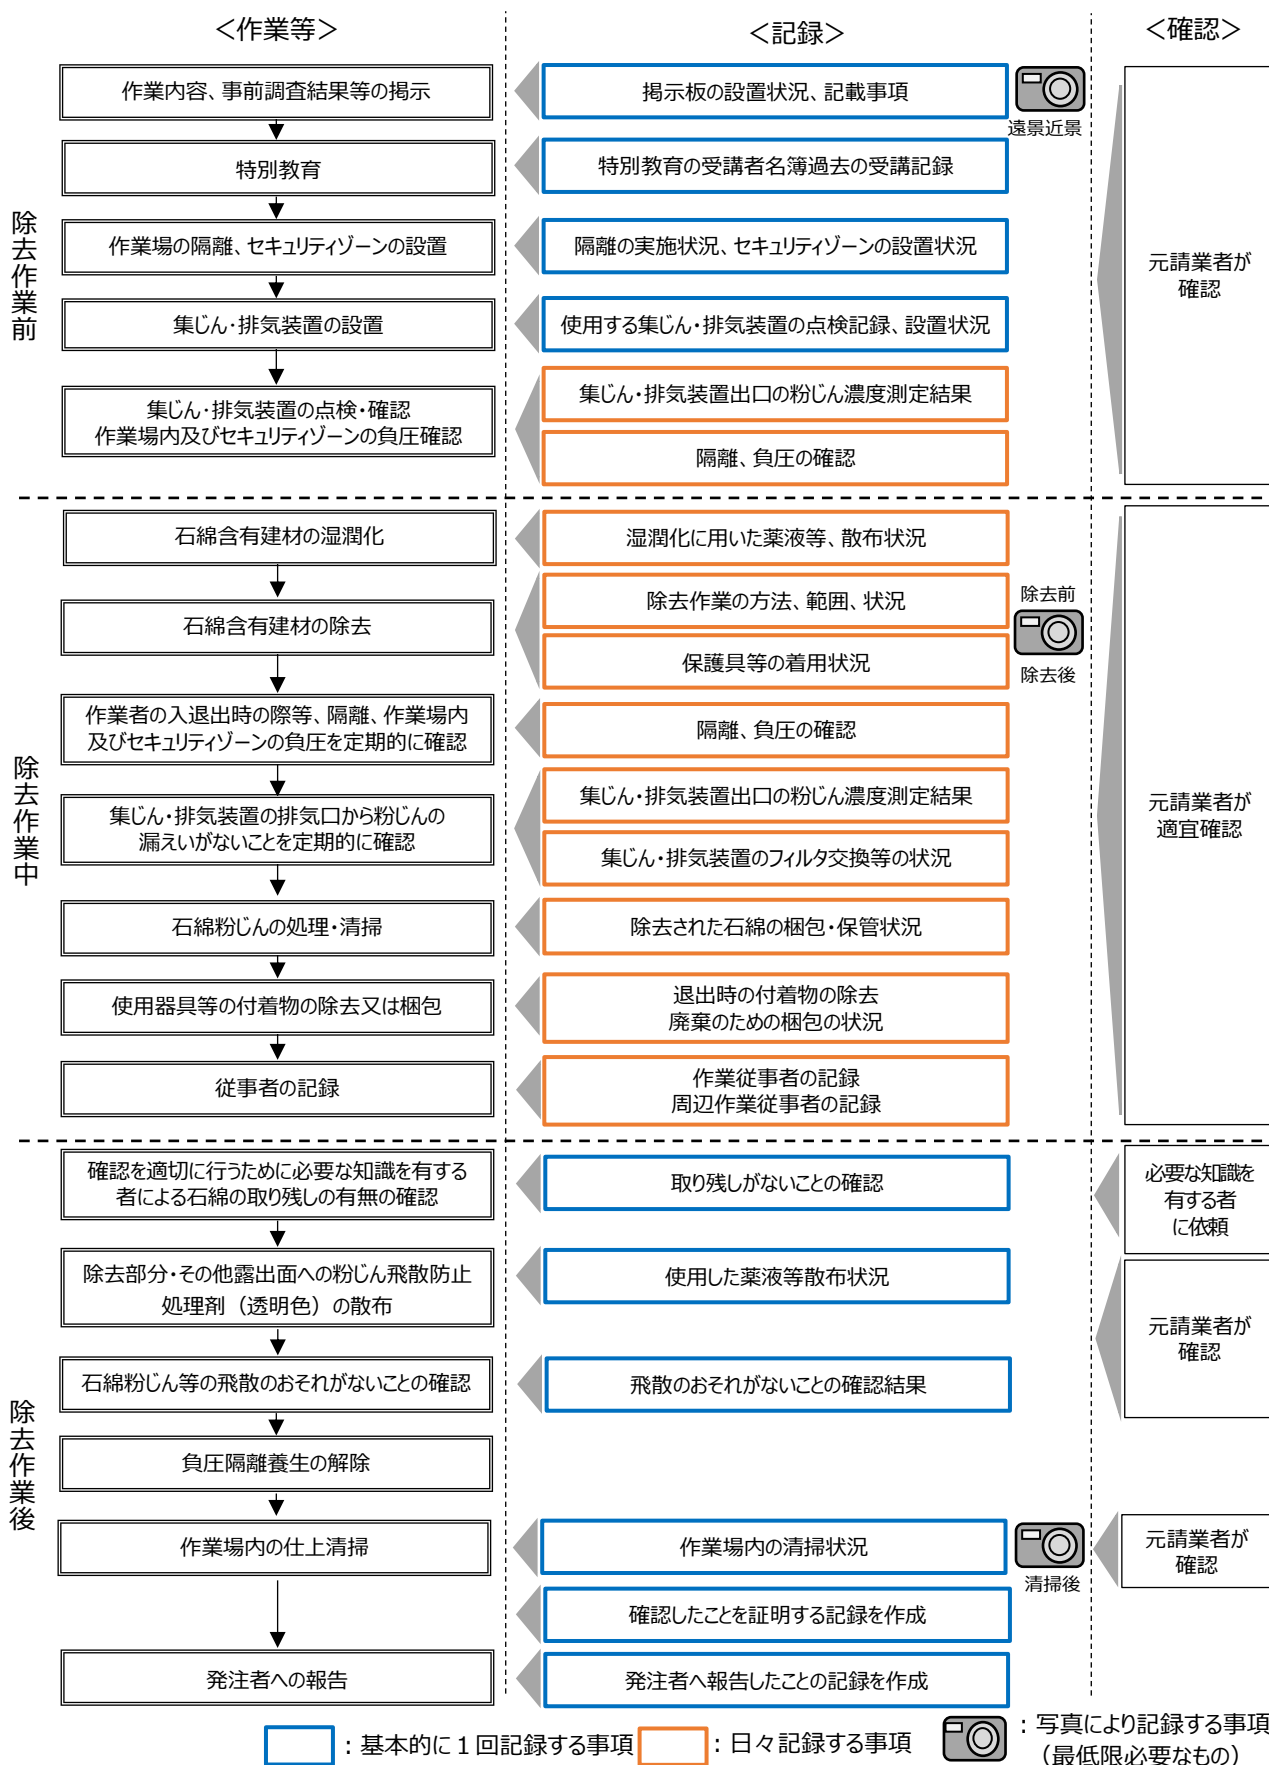 <作業等>
<記録>
<確認>
除去作業前
作業内容、事前調査結果等の掲示
掲示板の設置状況、記載事項
遠景近景
特別教育
特別教育の受講者名簿過去の受講記録
作業場の隔離、セキュリティゾーンの設置
隔離の実施状況、セキュリティゾーンの設置状況
集じん・排気装置の設置
使用する集じん・排気装置の点検記録、設置状況
集じん・排気装置の点検・確認
作業場内及びセキュリティゾーンの負圧確認
集じん・排気装置出口の粉じん濃度測定結果
隔離、負圧の確認
元請業者が
確認
除去作業中
石綿含有建材の湿潤化
湿潤化に用いた薬液等、散布状況
石綿含有建材の除去
除去作業の方法、範囲、状況
保護具等の着用状況
除去前
除去後
作業者の入退出時の際等、隔離、作業場内
及びセキュリティゾーンの負圧を定期的に確認
隔離、負圧の確認
集じん・排気装置の排気口から粉じんの
漏えいがないことを定期的に確認
集じん・排気装置出口の粉じん濃度測定結果
集じん・排気装置のフィルタ交換等の状況
石綿粉じんの処理・清掃
除去された石綿の梱包・保管状況
使用器具等の付着物の除去又は梱包
退出時の付着物の除去
廃棄のための梱包の状況
従事者の記録
作業従事者の記録
周辺作業従事者の記録
元請業者が
適宜確認
除去作業後
確認を適切に行うために必要な知識を有する
者による石綿の取り残しの有無の確認
取り残しがないことの確認
必要な知識を
有する者
に依頼
除去部分・その他露出面への粉じん飛散防止
処理剤（透明色）の散布
使用した薬液等散布状況
石綿粉じん等の飛散のおそれがないことの確認
飛散のおそれがないことの確認結果
元請業者が
確認
負圧隔離養生の解除
作業場内の仕上清掃
作業場内の清掃状況
清掃後
元請業者が
確認
確認したことを証明する記録を作成
発注者への報告
発注者へ報告したことの記録を作成
：基本的に１回記録する事項
：日々記録する事項
：写真により記録する事項
（最低限必要なもの）